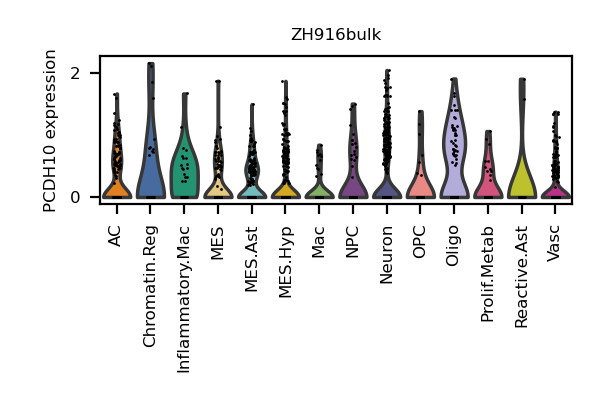 ZH916bulk
PCDH10 expression
2
0
AC
Chromatin.Reg
Inflammatory.Mac
MES
MES.Ast
MES.Hyp
Mac
NPC
Neuron
OPC
Oligo
Prolif.Metab
Reactive.Ast
Vasc